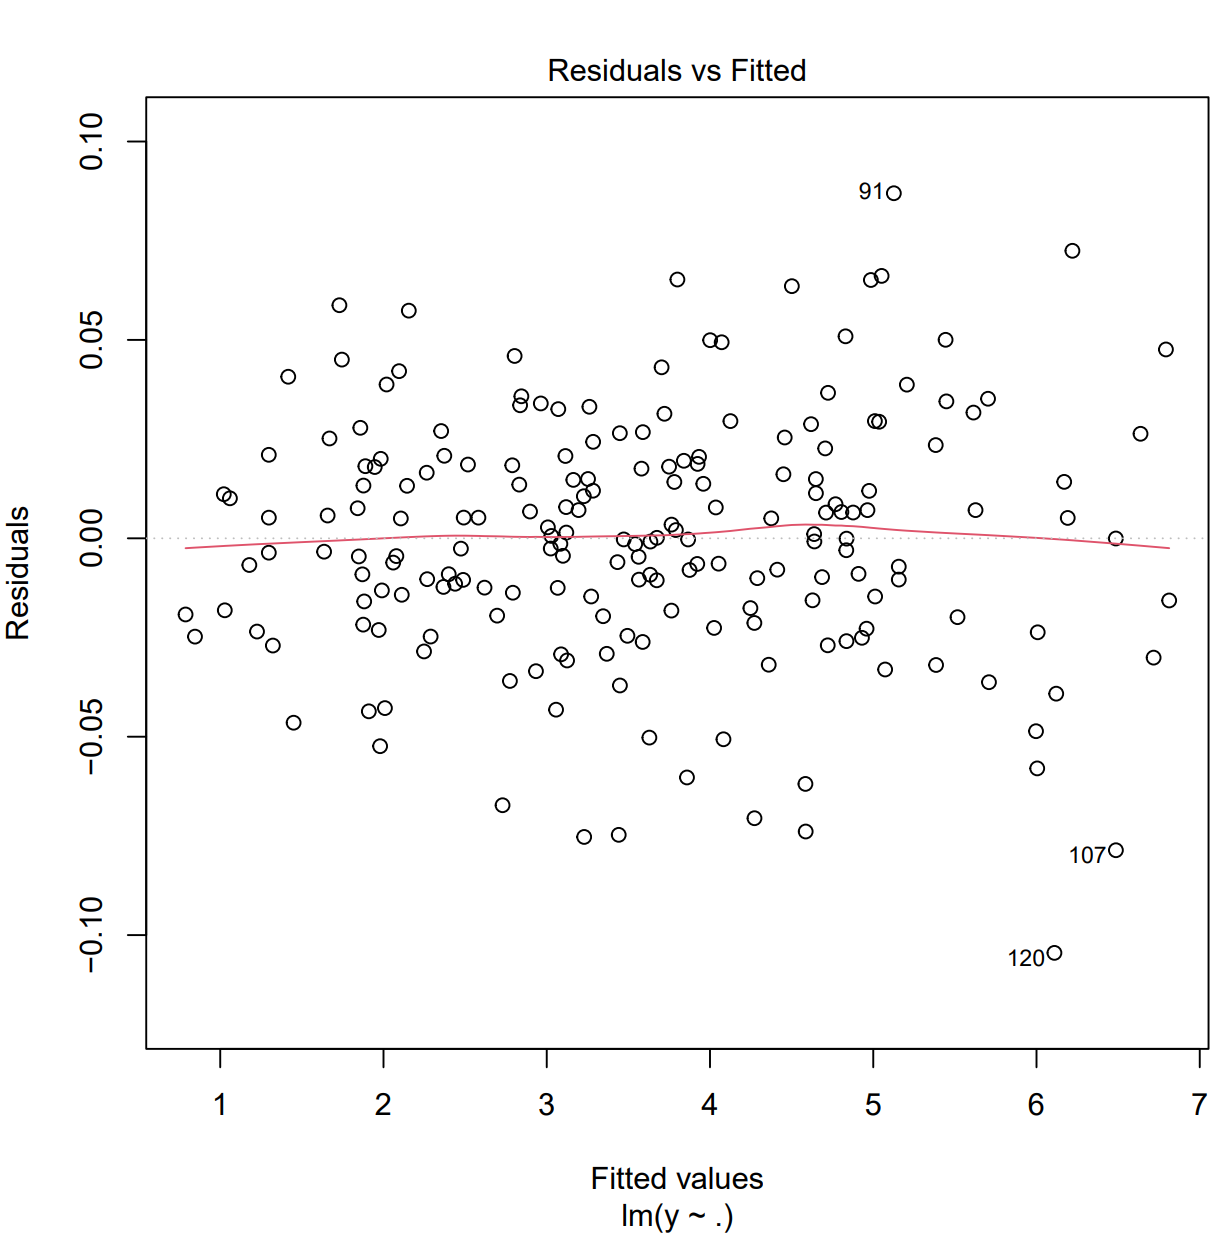 Residuals vs Fitted
0.10
0.05
0.00
−0.05
−0.10
Residuals
91
107
120
1 2 3 4 5 6 7
Fitted values
lm(y ~ .)